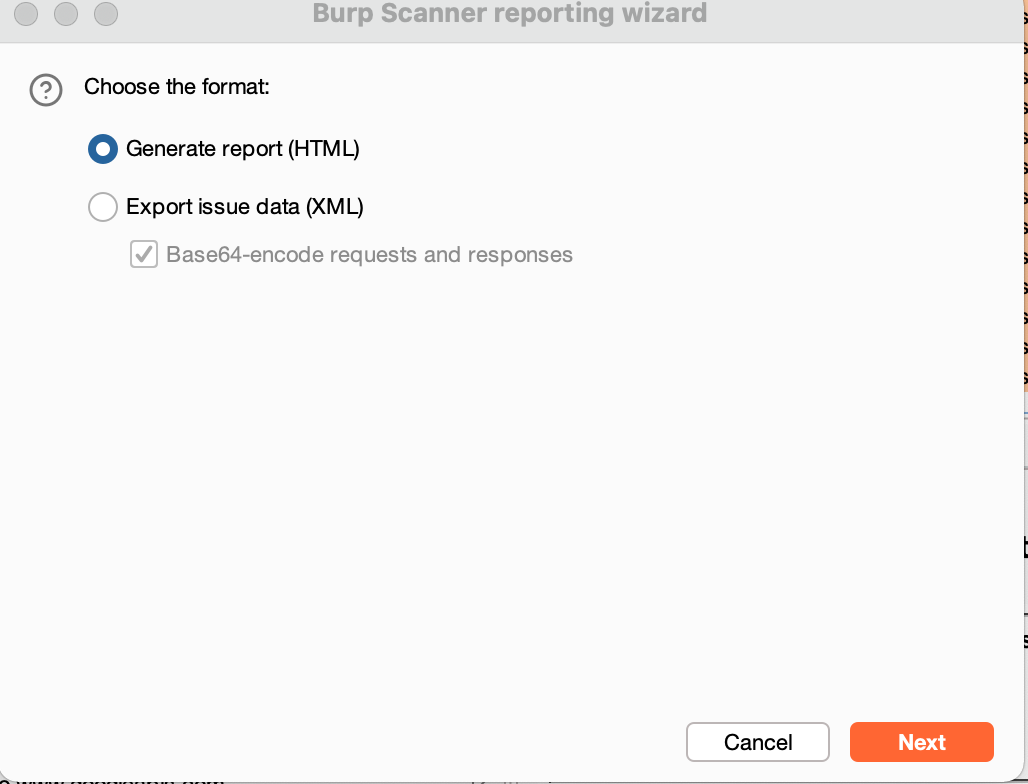 Burp Scanner reporting wizard
? Choose the format:
Generate report (HTML)
Export issue data (XML)
Base64-encode requests and responses
Cancel Next